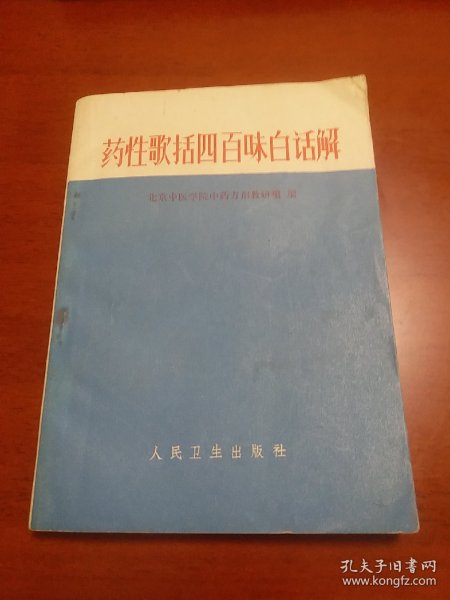 药性歌括四百味白话解
北京中医学院中药方剂教研组 编
人民卫生出版社
孔夫子旧书网
www.kongfz.com